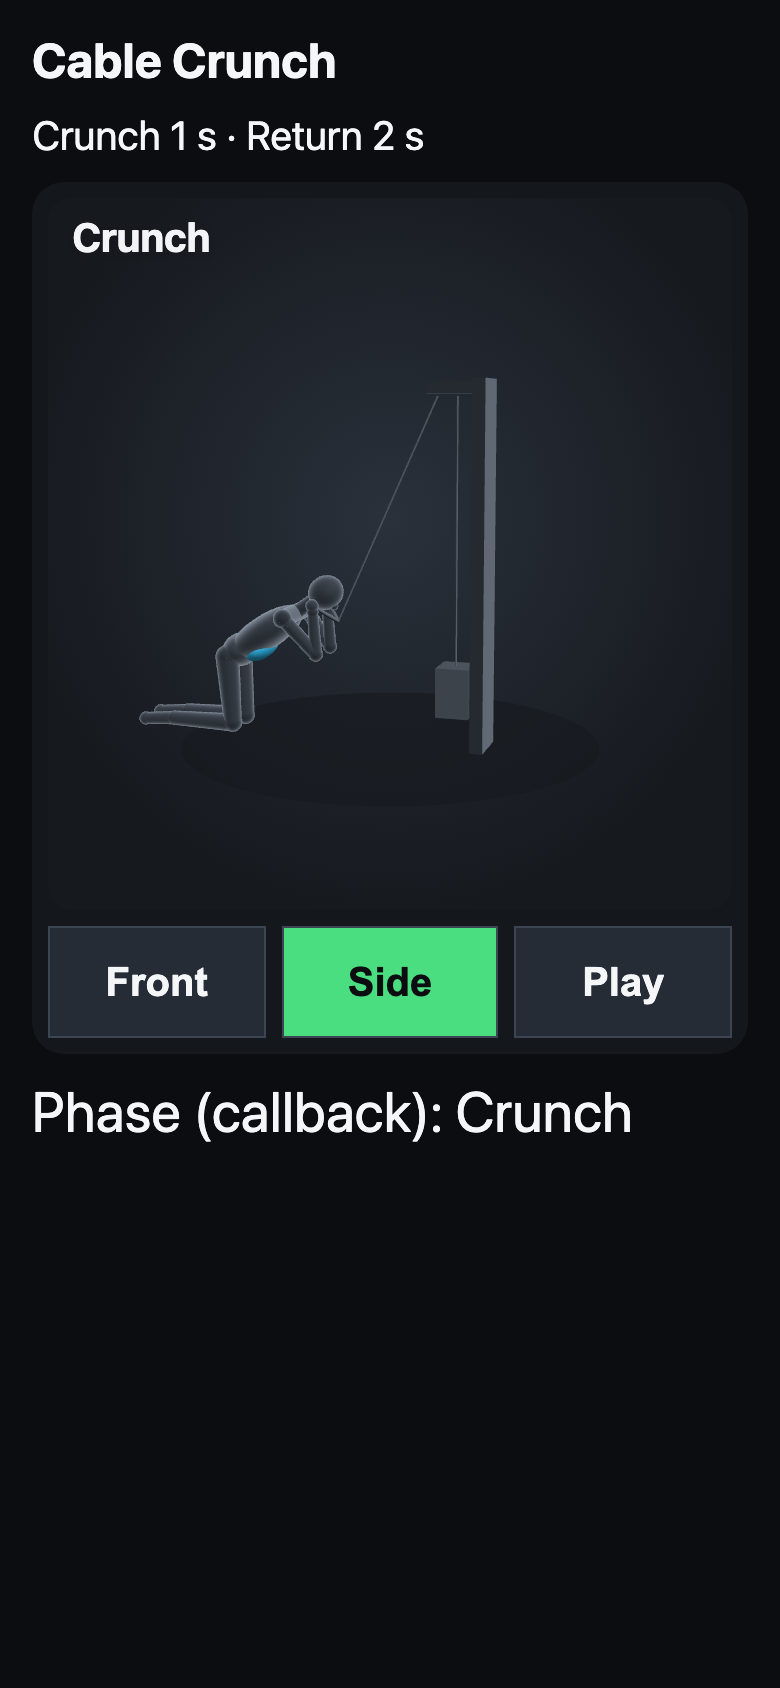 Cable Crunch
Crunch 1 s · Return 2 s
Crunch
Front
Side
Play
Phase (callback): Crunch